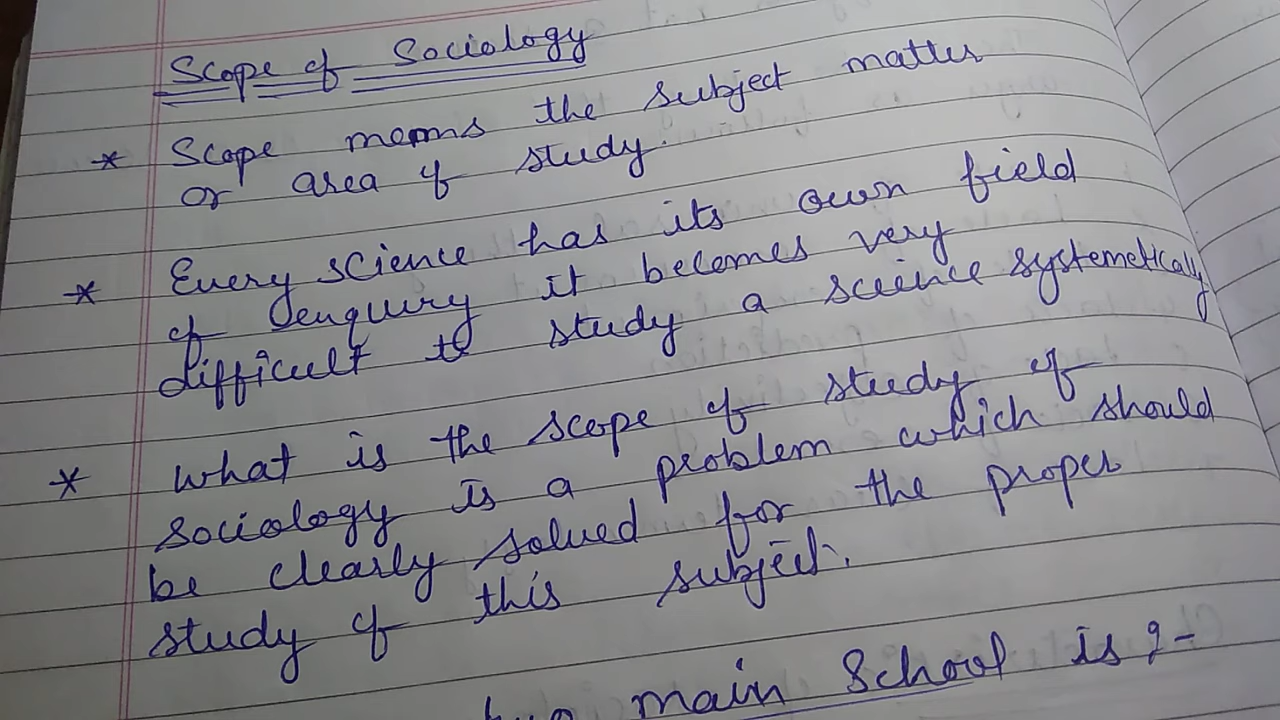 Scope of Sociology
* Scope means the subject matter
or area of study.
* Every science has its own field
of enquiry it becomes very
difficult to study a science systemetically
* What is the scope of study of
sociology is a problem which should
be clearly solved for the proper
study of this subject.
main School is :-